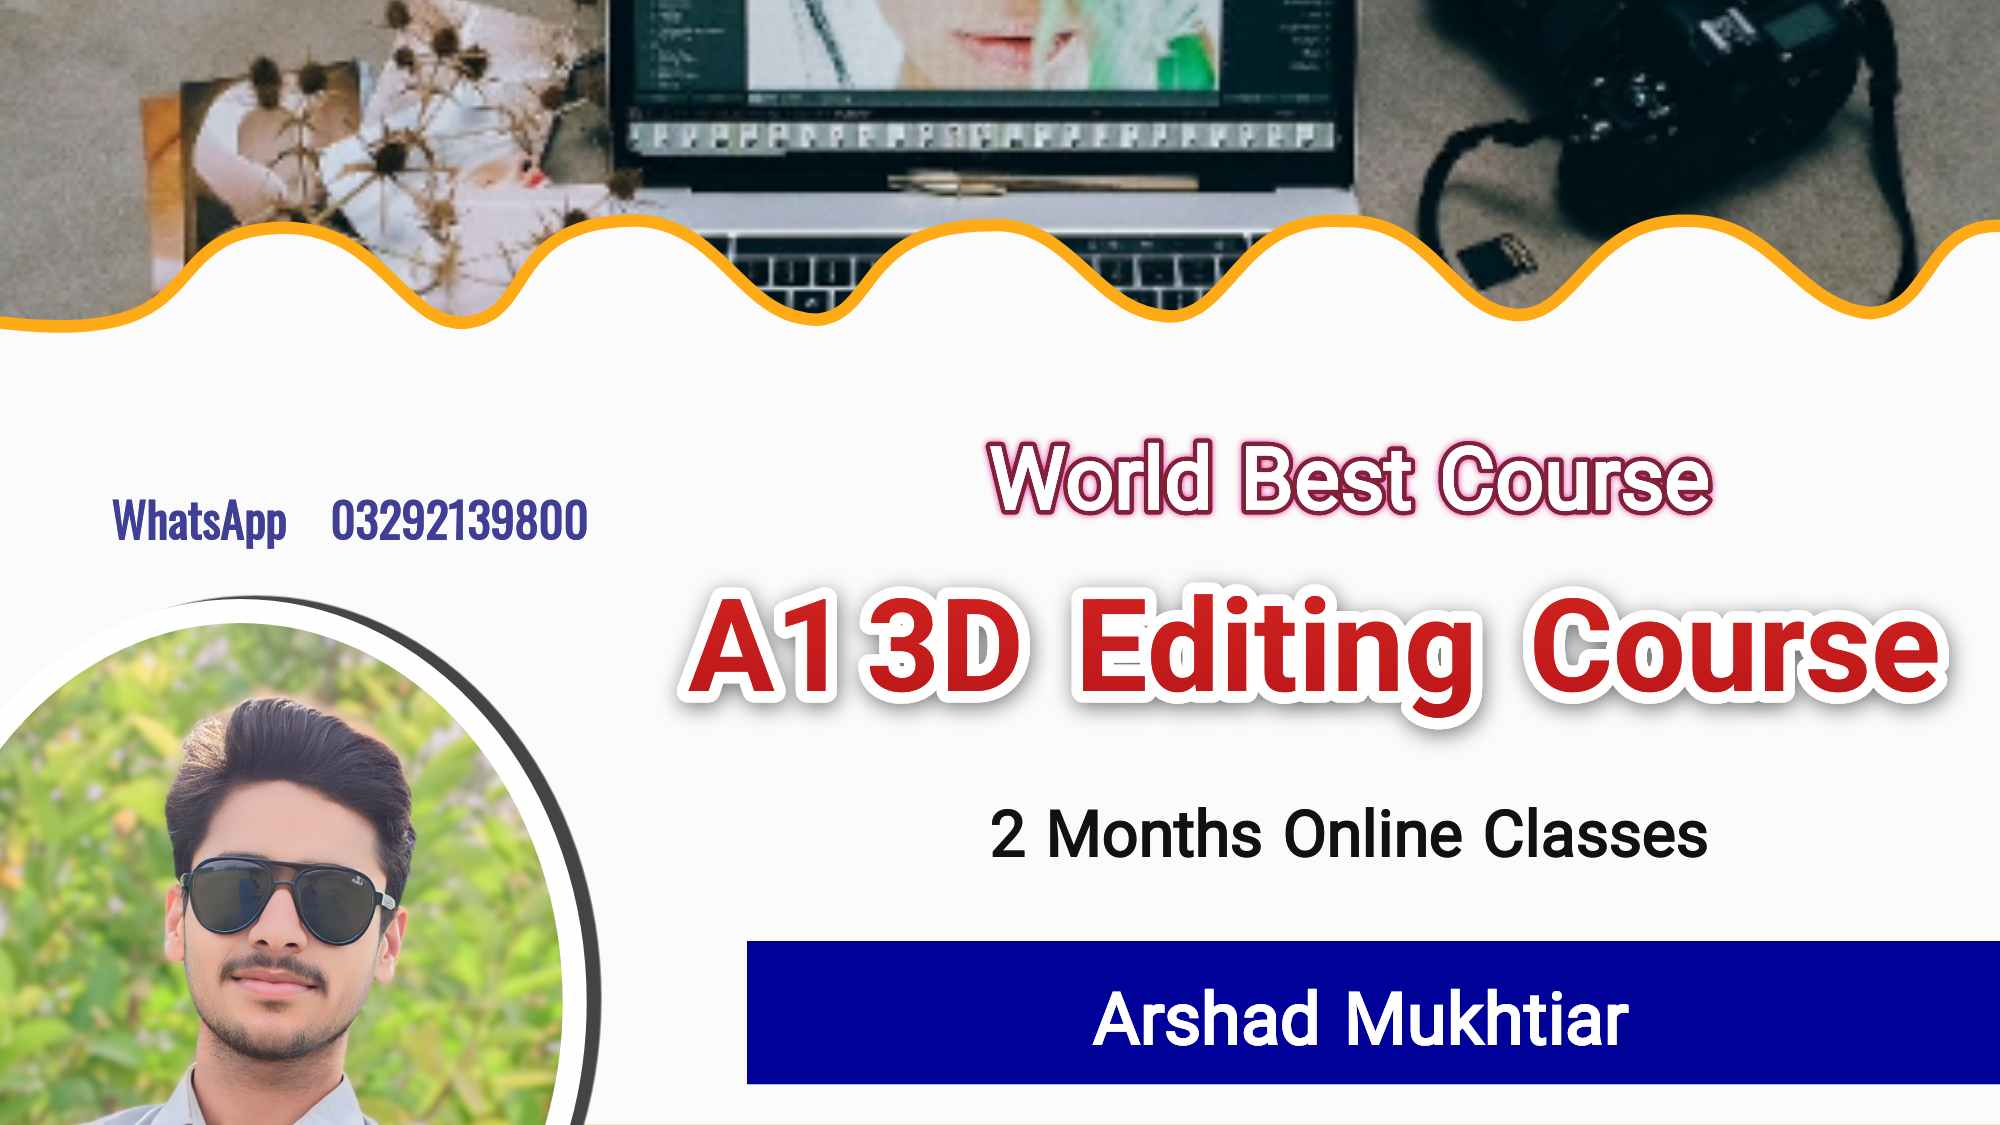 World Best Course
WhatsApp 03292139800
A1 3D Editing Course
2 Months Online Classes
Arshad Mukhtiar